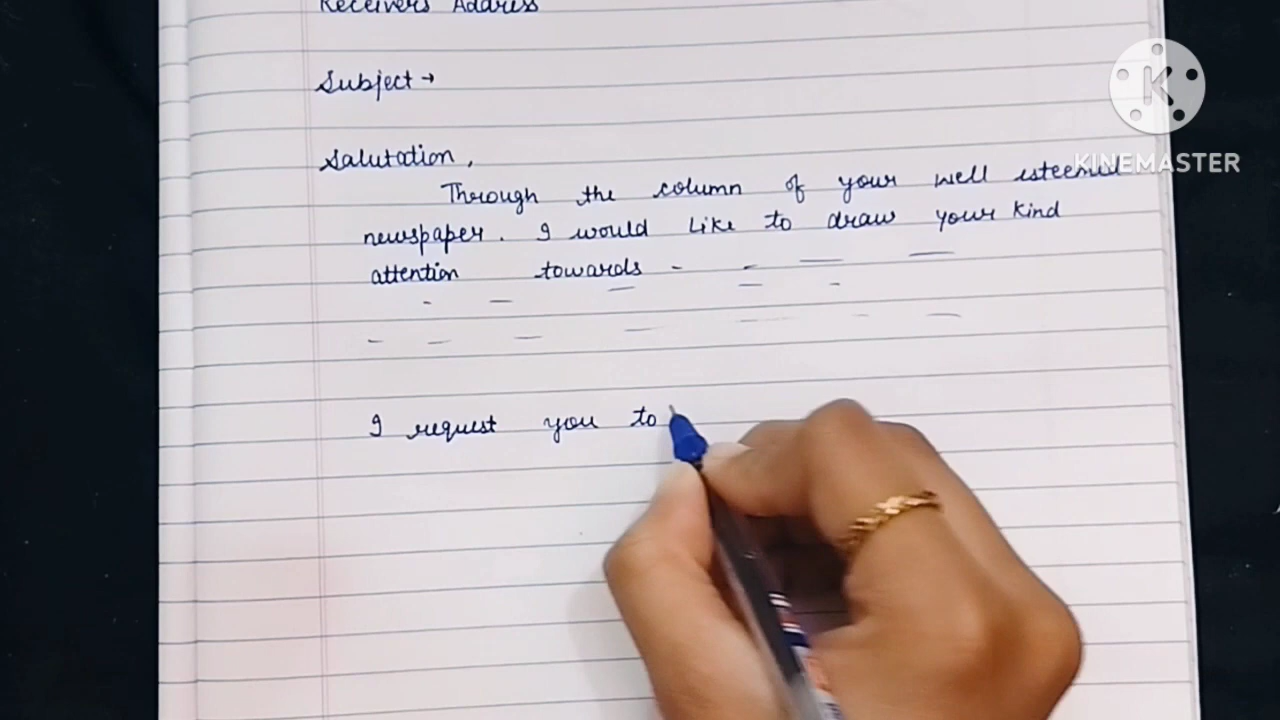 Receivers Address
Subject →
Salutation,
Through the column of your well esteemed
newspaper. I would like to draw your kind
attention towards - - — —
I request you to
KINEMASTER